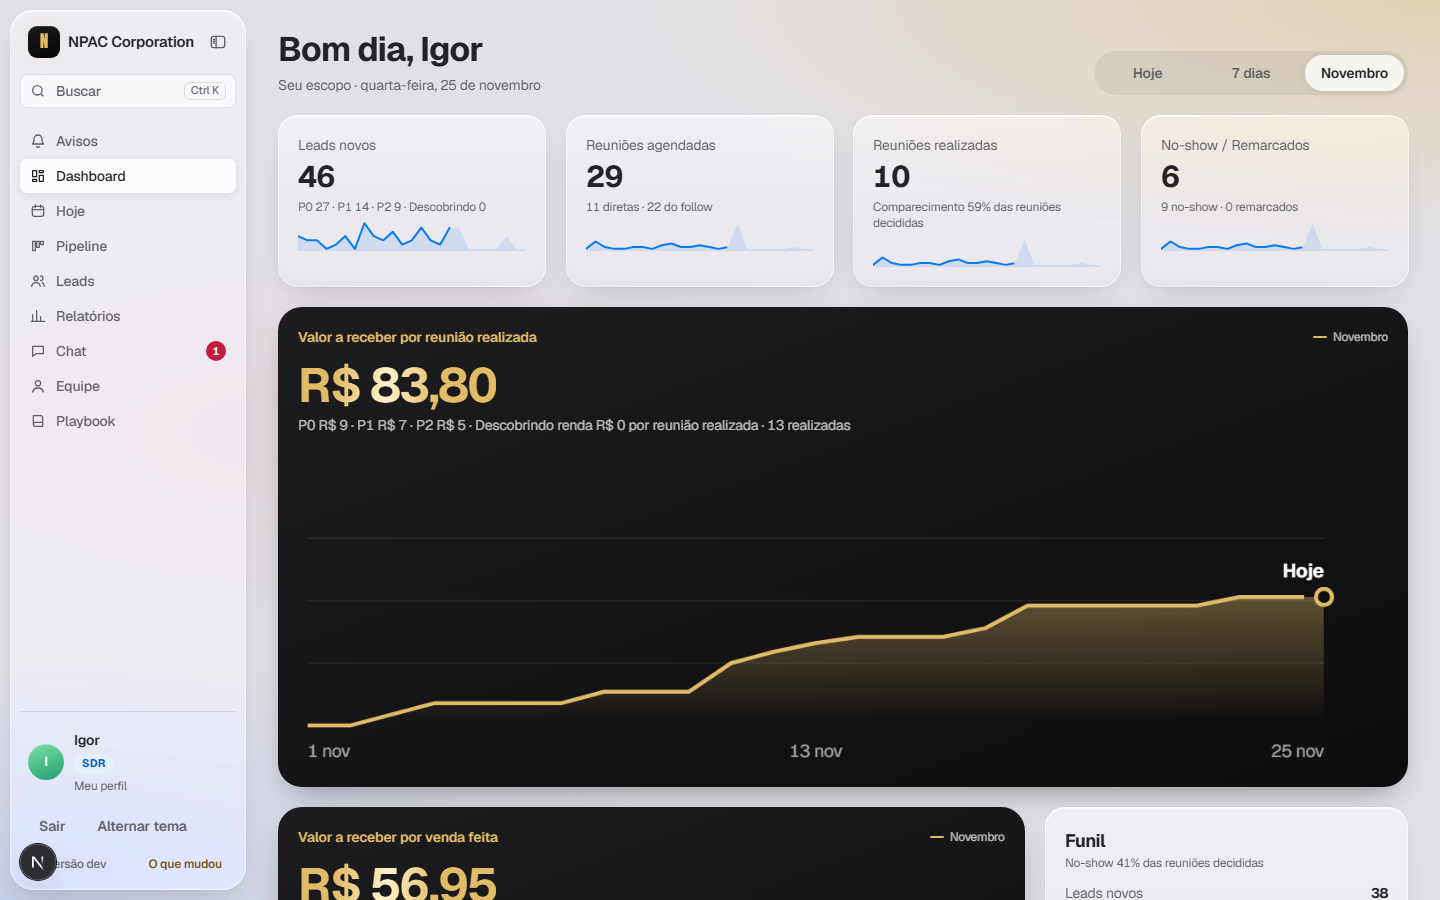 N
NPAC Corporation
Buscar
Ctrl K
Avisos
Dashboard
Hoje
Pipeline
Leads
Relatórios
Chat
1
Equipe
Playbook
I
Igor
SDR
Meu perfil
Sair
Alternar tema
N
ersão dev
O que mudou
Bom dia, Igor
Seu escopo · quarta-feira, 25 de novembro
Hoje
7 dias
Novembro
Leads novos
46
P0 27 · P1 14 · P2 9 · Descobrindo 0
Reuniões agendadas
29
11 diretas · 22 do follow
Reuniões realizadas
10
Comparecimento 59% das reuniões
decididas
No-show / Remarcados
6
9 no-show · 0 remarcados
Valor a receber por reunião realizada
Novembro
R$ 83,80
P0 R$ 9 · P1 R$ 7 · P2 R$ 5 · Descobrindo renda R$ 0 por reunião realizada · 13 realizadas
Hoje
1 nov
13 nov
25 nov
Valor a receber por venda feita
Novembro
R$ 56,95
Funil
No-show 41% das reuniões decididas
Leads novos
38